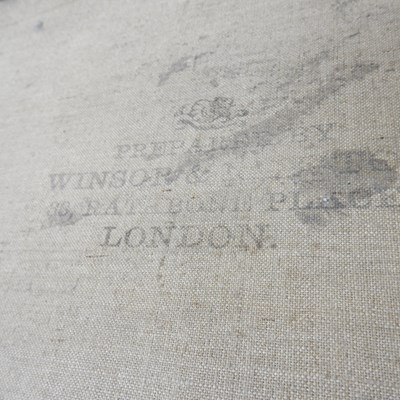 PREPARED BY
WINSOR &
38, RATHBONE PLACE
LONDON.